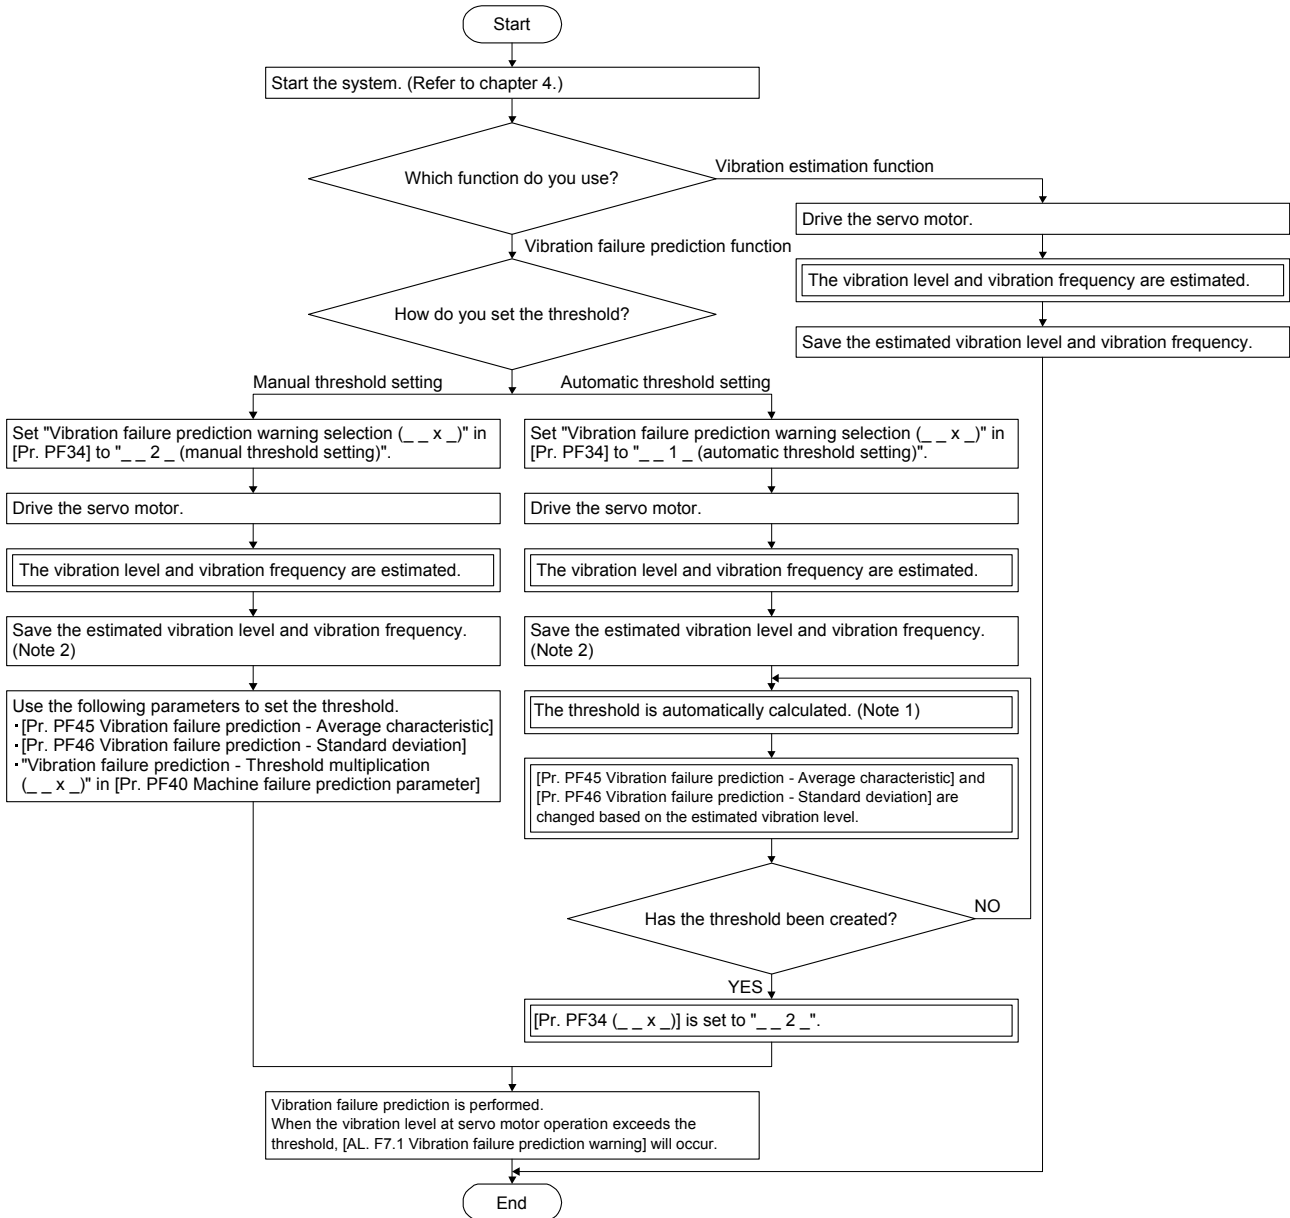 Start
Start the system. (Refer to chapter 4.)
Which function do you use?
Vibration estimation function
Drive the servo motor.
The vibration level and vibration frequency are estimated.
Save the estimated vibration level and vibration frequency.
Vibration failure prediction function
How do you set the threshold?
Manual threshold setting
Automatic threshold setting
Set "Vibration failure prediction warning selection (_ _ x _)" in
[Pr. PF34] to "_ _ 2 _ (manual threshold setting)".
Drive the servo motor.
The vibration level and vibration frequency are estimated.
Save the estimated vibration level and vibration frequency.
(Note 2)
Use the following parameters to set the threshold.
･[Pr. PF45 Vibration failure prediction - Average characteristic]
･[Pr. PF46 Vibration failure prediction - Standard deviation]
･"Vibration failure prediction - Threshold multiplication
(_ _ x _)" in [Pr. PF40 Machine failure prediction parameter]
Set "Vibration failure prediction warning selection (_ _ x _)" in
[Pr. PF34] to "_ _ 1 _ (automatic threshold setting)".
Drive the servo motor.
The vibration level and vibration frequency are estimated.
Save the estimated vibration level and vibration frequency.
(Note 2)
The threshold is automatically calculated. (Note 1)
[Pr. PF45 Vibration failure prediction - Average characteristic] and
[Pr. PF46 Vibration failure prediction - Standard deviation] are
changed based on the estimated vibration level.
Has the threshold been created?
NO
YES
[Pr. PF34 (_ _ x _)] is set to "_ _ 2 _".
Vibration failure prediction is performed.
When the vibration level at servo motor operation exceeds the
threshold, [AL. F7.1 Vibration failure prediction warning] will occur.
End